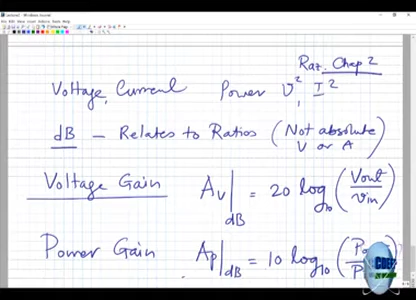 Raz. Chap 2
Voltage, Current Power V², I²
dB – Relates to Ratios (Not absolute V or A)
Voltage Gain Av|dB = 20 log10 (Vout/Vin)
Power Gain Ap|dB = 10 log10